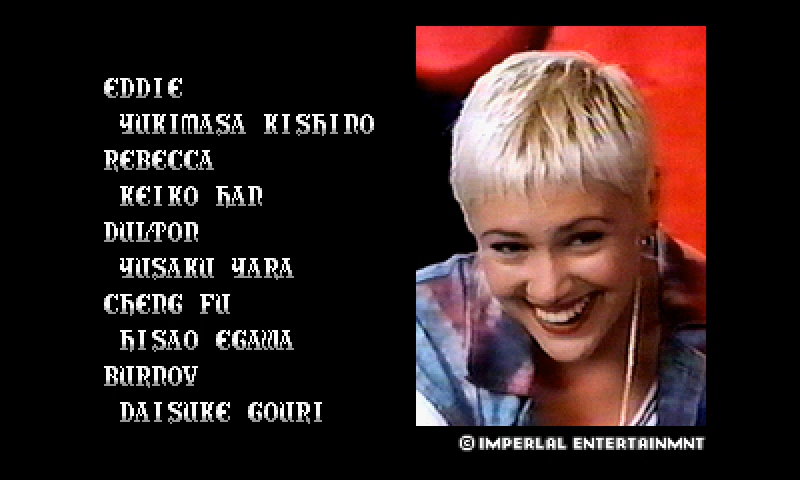 EDDIE
YUKIMASA KISHINO
REBECCA
KEIKO HAN
DULTON
YUSAKU YARA
CHENG FU
HISAO EGAWA
BURNOV
DAISUKE GOURI
© IMPERLAL ENTERTAINMNT